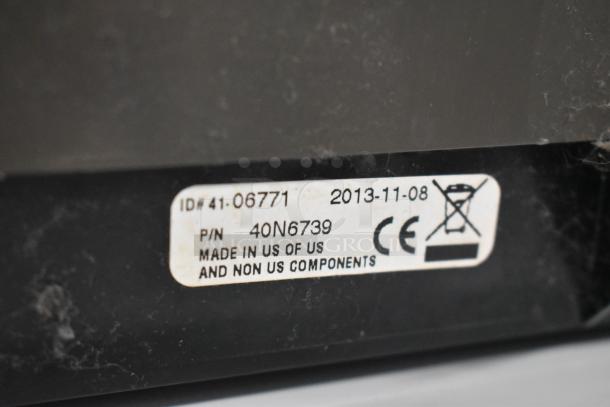 ID# 41-06771 2013-11-08
P/N 40N6739
MADE IN US OF US
AND NON US COMPONENTS
CE